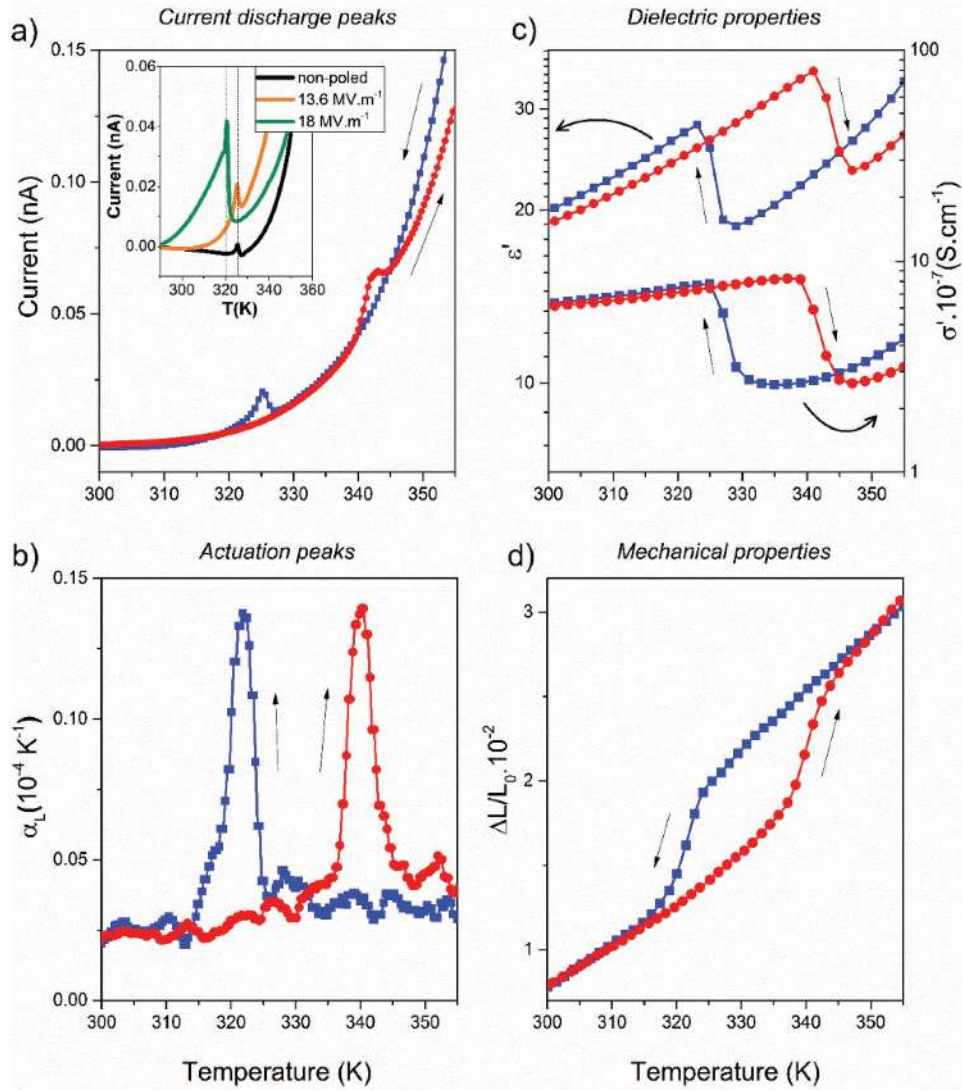 Current discharge peaks
a)
0.15
0.10
0.05
0.00
Current (nA)
300 310 320 330 340 350
0.06
0.04
0.02
0.00
Current (nA)
non-poled
13.6 MV.m⁻¹
18 MV.m⁻¹
290 300 320 340 360
T(K)
Dielectric properties
c)
30
20
10
ε'
100
10
1
σ'.10⁻⁷(S.cm⁻¹)
300 310 320 330 340 350
b)
Actuation peaks
0.15
0.10
0.05
0.00
α_L(10⁻⁴ K⁻¹)
300 310 320 330 340 350
Temperature (K)
d)
Mechanical properties
3
2
1
ΔL/L₀.10⁻²
300 310 320 330 340 350
Temperature (K)